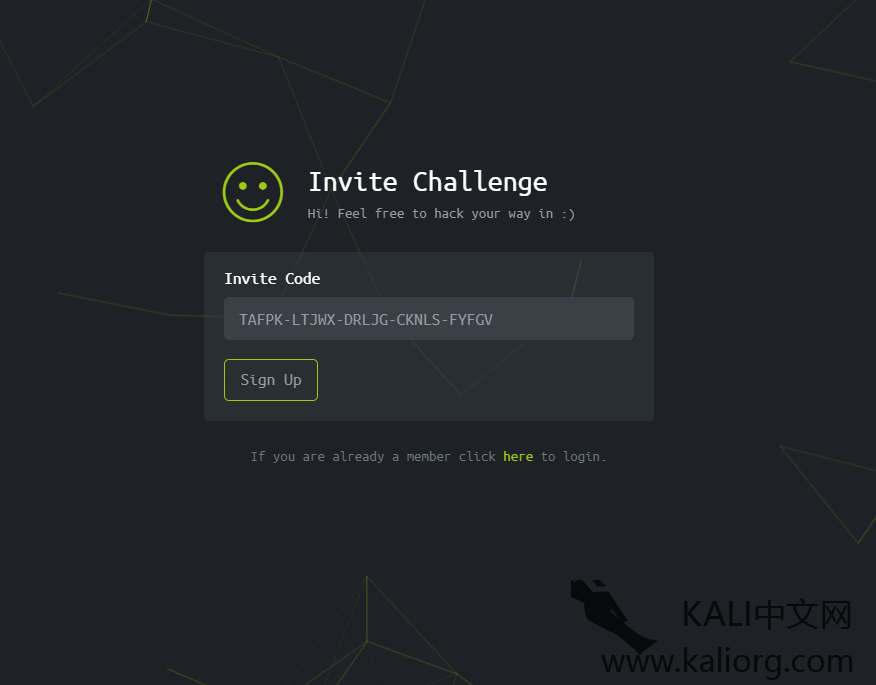 Invite Challenge
Hi! Feel free to hack your way in :)
Invite Code
TAFPK-LTJWX-DRLJG-CKNLS-FYFGV
Sign Up
If you are already a member click here to login.
KALI中文网
www.kaliorg.com